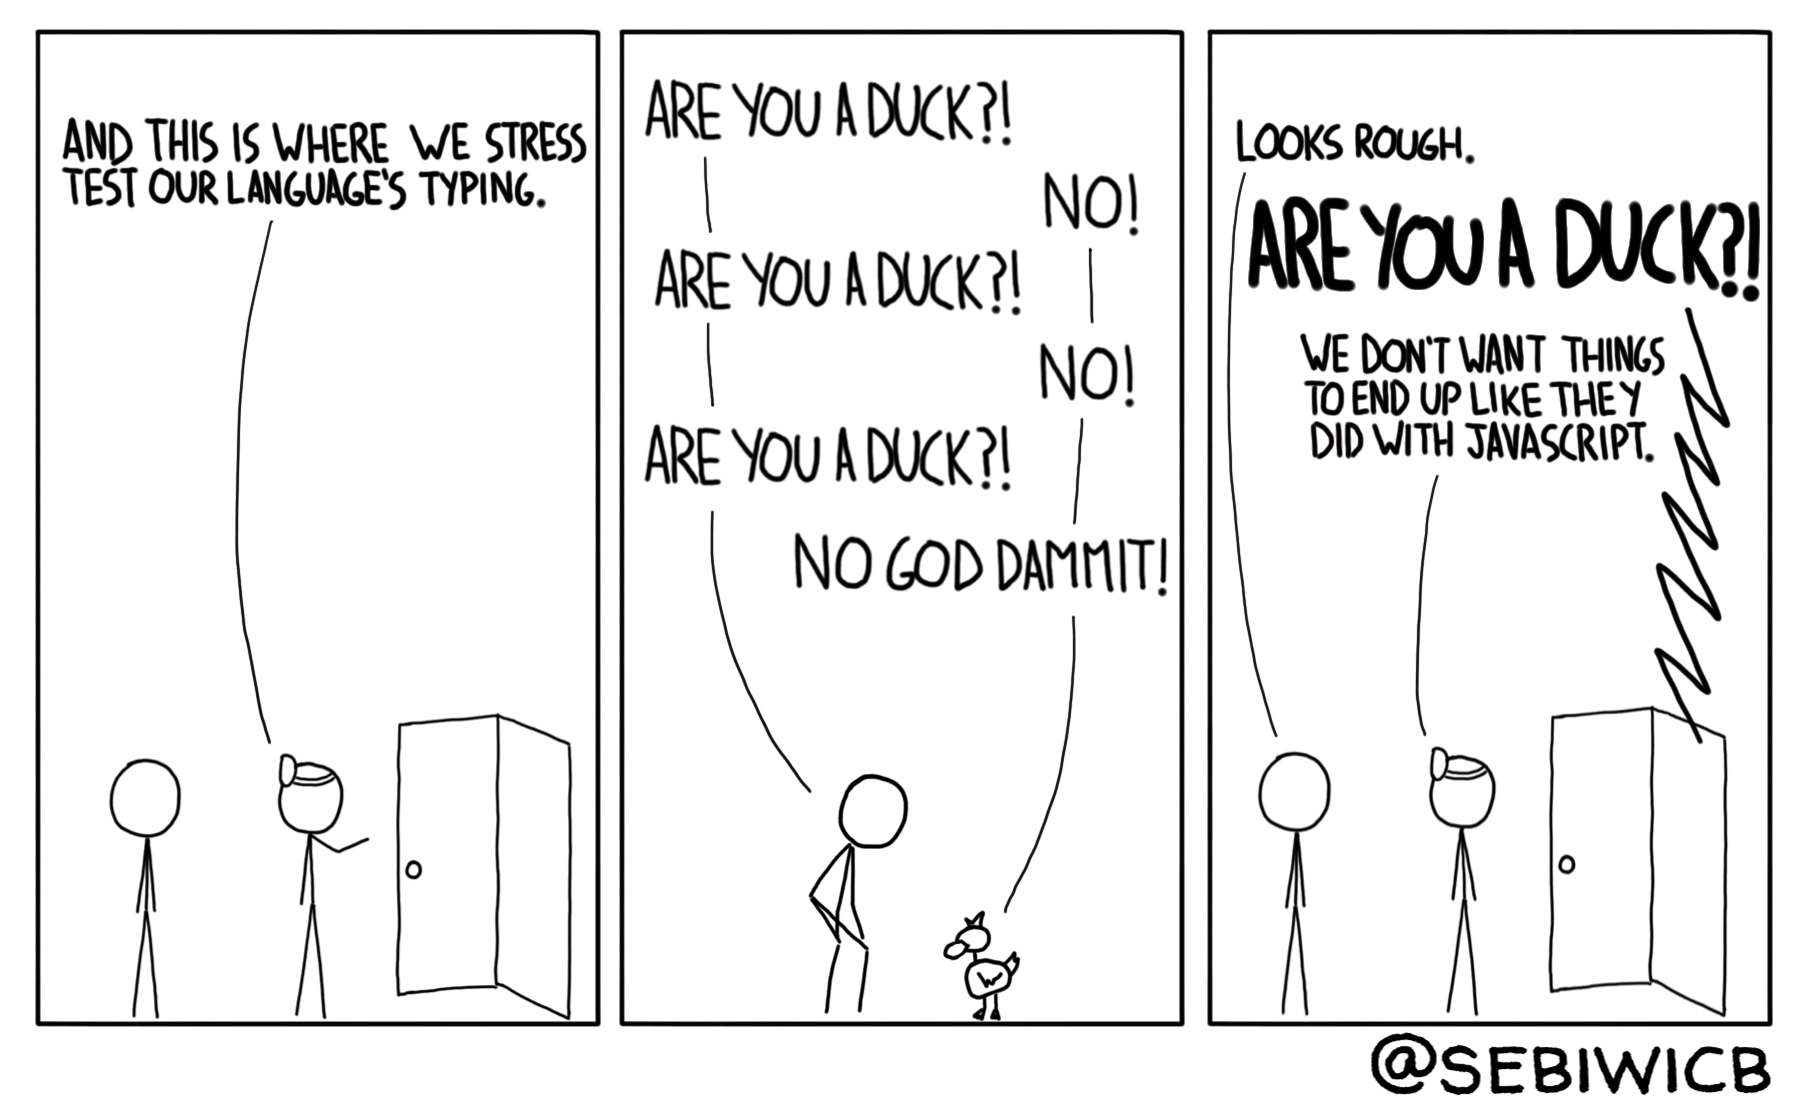 AND THIS IS WHERE WE STRESS
TEST OUR LANGUAGE'S TYPING.
ARE YOU A DUCK?!
NO!
ARE YOU A DUCK?!
NO!
ARE YOU A DUCK?!
NO GOD DAMMIT!
LOOKS ROUGH.
ARE YOU A DUCK?!
WE DON'T WANT THINGS
TO END UP LIKE THEY
DID WITH JAVASCRIPT.
@SEBIWICB